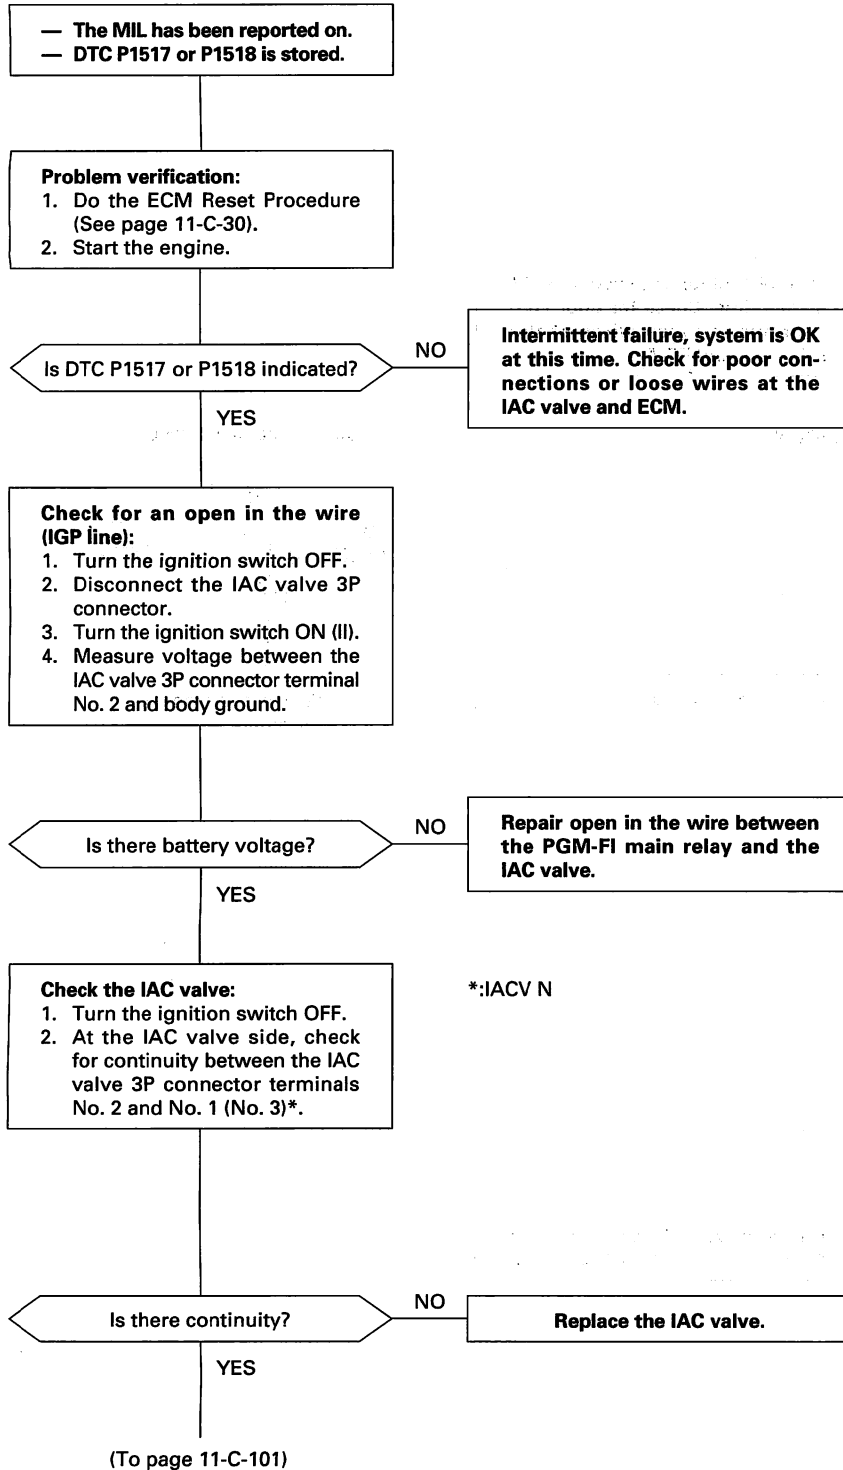 — The MIL has been reported on.
— DTC P1517 or P1518 is stored.
Problem verification:
1. Do the ECM Reset Procedure
(See page 11-C-30).
2. Start the engine.
Is DTC P1517 or P1518 indicated?
NO
Intermittent failure, system is OK
at this time. Check for poor con-
nections or loose wires at the
IAC valve and ECM.
YES
Check for an open in the wire
(IGP line):
1. Turn the ignition switch OFF.
2. Disconnect the IAC valve 3P
connector.
3. Turn the ignition switch ON (II).
4. Measure voltage between the
IAC valve 3P connector terminal
No. 2 and body ground.
Is there battery voltage?
NO
Repair open in the wire between
the PGM-FI main relay and the
IAC valve.
YES
Check the IAC valve:
1. Turn the ignition switch OFF.
2. At the IAC valve side, check
for continuity between the IAC
valve 3P connector terminals
No. 2 and No. 1 (No. 3)*.
*:IACV N
Is there continuity?
NO
Replace the IAC valve.
YES
(To page 11-C-101)